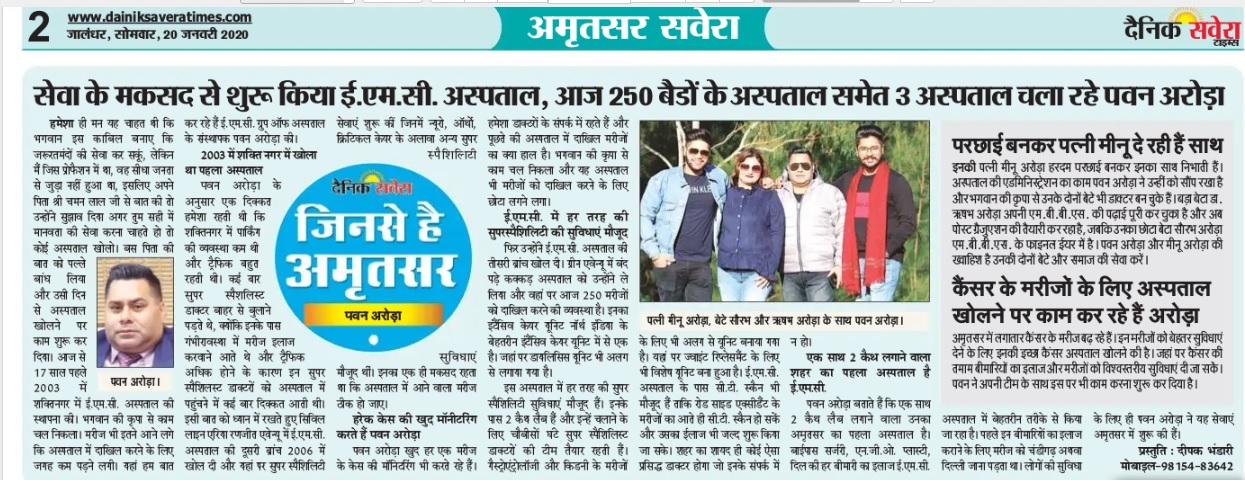 2
www.dainiksaveratimes.com
जालंधर, सोमवार, 20 जनवरी 2020
अमृतसर सवेरा
दैनिक सवेरा
टाइम्स
सेवा के मकसद से शुरू किया ई.एम.सी. अस्पताल, आज 250 बैडों के अस्पताल समेत 3 अस्पताल चला रहे पवन अरोड़ा
हमेशा ही मन यह चाहत थी कि
भगवान इस काबिल बनाए कि
जरूरतमंदों की सेवा कर सकूं, लेकिन
मैं जिस प्रोफैशन में था, वह सीधा जनता
से जुड़ा नहीं हुआ था, इसलिए अपने
पिता श्री चमन लाल जी से बात की तो
उन्होंने सुझाव दिया अगर तुम सही में
मानवता की सेवा करना चाहते हो तो
कोई अस्पताल खोलो। बस पिता की
बात को पल्ले
बांध लिया
और उसी दिन
से अस्पताल
खोलने पर
काम शुरू कर
दिया। आज से
17 साल पहले
2003 में
पवन अरोड़ा।
शक्तिनगर में ई.एम.सी. अस्पताल की
स्थापना की। भगवान की कृपा से काम
चल निकला। मरीज भी इतने आने लगे
कि अस्पताल में दाखिल करने के लिए
जगह कम पड़ने लगी। वहां हम बात
कर रहे हैं ई.एम.सी. ग्रुप ऑफ अस्पताल
के संस्थापक पवन अरोड़ा की।
2003 में शक्ति नगर में खोला
था पहला अस्पताल
पवन अरोड़ा के
अनुसार एक दिक्कत
हमेशा रहती थी कि
शक्तिनगर में पार्किंग
की व्यवस्था कम थी
और ट्रैफिक बहुत
रहती थी। कई बार
सुपर स्पैशलिस्ट
डाक्टर बाहर से बुलाने
पड़ते थे, क्योंकि इनके पास
गंभीरावस्था में मरीज इलाज
करवाने आते थे और ट्रैफिक
अधिक होने के कारण इन सुपर
स्पैशलिस्ट डाक्टरों को अस्पताल में
पहुंचने में कई बार दिक्कत आती थी।
इसी बात को ध्यान में रखते हुए सिविल
लाइन एरिया रणजीत एवेन्यू में ई.एम.सी.
अस्पताल की दूसरी ब्रांच 2006 में
खोल दी और वहां पर सुपर स्पैशिलिटी
सेवाएं शुरू कीं जिनमें न्यूरो, ऑर्थो,
क्रिटिकल केयर के अलावा अन्य सुपर
स्पैशिलिटी
दैनिक सवेरा
जिनसे है
अमृतसर
पवन अरोड़ा
सुविधाएं
मौजूद थीं। इनका एक ही मकसद रहता
था कि अस्पताल में आने वाला मरीज
ठीक हो जाए।
हरेक केस की खुद मॉनीटरिंग
करते हैं पवन अरोड़ा
पवन अरोड़ा खुद हर एक मरीज
के केस की मॉनिटरिंग भी करते रहे हैं।
हमेशा डाक्टरों के संपर्क में रहते हैं और
पूछते की अस्पताल में दाखिल मरीजों
का क्या हाल है। भगवान की कृपा से
काम चल निकला और यह अस्पताल
भी मरीजों को दाखिल करने के लिए
छोटा लगने लगा।
ई.एम.सी. में हर तरह की
सुपरस्पैशिलिटी की सुविधाएं मौजूद
फिर उन्होंने ई.एम.सी. अस्पताल की
तीसरी ब्रांच खोल दी। ग्रीन एवेन्यू में बंद
पड़े कक्कड़ अस्पताल को उन्होंने ले
लिया और वहां पर आज 250 मरीजों
को दाखिल करने की व्यवस्था है। इनका
इंटैंसिव केयर यूनिट नॉर्थ इंडिया के
बेहतरीन इंटैंसिव केयर यूनिट में से एक
है। जहां पर डायलिसिस यूनिट भी अलग
से लगाया गया है।
इस अस्पताल में हर तरह की सुपर
स्पैशिलिटी सुविधाएं मौजूद हैं। इनके
पास 2 कैथ लैब हैं और इन्हें चलाने के
लिए चौबीसों घंटे सुपर स्पैशलिस्ट
डाक्टरों की टीम तैयार रहती है।
गैस्ट्रोएंट्रोलॉजी और किडनी के मरीजों
पत्नी मीनू अरोड़ा, बेटे सौरभ और ऋषभ अरोड़ा के साथ पवन अरोड़ा।
के लिए भी अलग से यूनिट बनाया गया
है। यहां पर ज्वाइंट रिप्लेसमैंट के लिए
भी विशेष यूनिट बना हुआ है। ई.एम.सी.
अस्पताल के पास सी.टी. स्कैन भी
मौजूद हैं ताकि रोड साइड एक्सीडैंट के
मरीजों का आते ही सी.टी. स्कैन हो सकें
और उसका ईलाज भी जल्द शुरू किया
जा सके। शहर का शायद ही कोई ऐसा
प्रसिद्ध डाक्टर होगा जो इनके संपर्क में
न हो।
एक साथ 2 कैथ लगाने वाला
शहर का पहला अस्पताल है
ई.एम.सी.
पवन अरोड़ा बताते हैं कि एक साथ
2 कैथ लैब लगाने वाला उनका
अमृतसर का पहला अस्पताल है।
बाईपास सर्जरी, एन.जी.ओ. प्लास्टी,
दिल की हर बीमारी का इलाज ई.एम.सी.
परछाई बनकर पत्नी मीनू दे रही हैं साथ
इनकी पत्नी मीनू अरोड़ा हरदम परछाई बनकर इनका साथ निभाती हैं।
अस्पताल की एडमिनिस्ट्रेशन का काम पवन अरोड़ा ने उन्हीं को सौंप रखा है
और भगवान की कृपा से उनके दोनों बेटे भी डाक्टर बन चुके हैं। बड़ा बेटा डा.
ऋषभ अरोड़ा अपनी एम.बी.बी.एस. की पढ़ाई पूरी कर चुका है और अब
पोस्ट ग्रैजुएशन की तैयारी कर रहा है, जबकि उनका छोटा बेटा सौरभ अरोड़ा
एम.बी.बी.एस. के फाइनल ईयर में है। पवन अरोड़ा और मीनू अरोड़ा की
ख्वाहिश है उनकी दोनों बेटे और समाज की सेवा करें।
कैंसर के मरीजों के लिए अस्पताल
खोलने पर काम कर रहे हैं अरोड़ा
अमृतसर में लगातार कैंसर के मरीज बढ़ रहे हैं। इन मरीजों को बेहतर सुविधाएं
देने के लिए इनकी इच्छा कैंसर अस्पताल खोलने की है। जहां पर कैंसर की
तमाम बीमारियों का इलाज और मरीजों को विश्वस्तरीय सुविधाएं दी जा सकें।
पवन ने अपनी टीम के साथ इस पर भी काम करना शुरू कर दिया है।
अस्पताल में बेहतरीन तरीके से किया
जा रहा है। पहले इन बीमारियों का इलाज
कराने के लिए मरीज को चंडीगढ़ अथवा
दिल्ली जाना पड़ता था। लोगों की सुविधा
के लिए ही पवन अरोड़ा ने यह सेवाएं
अमृतसर में शुरू की हैं।
प्रस्तुति : दीपक भंडारी
मोबाइल-98154-83642